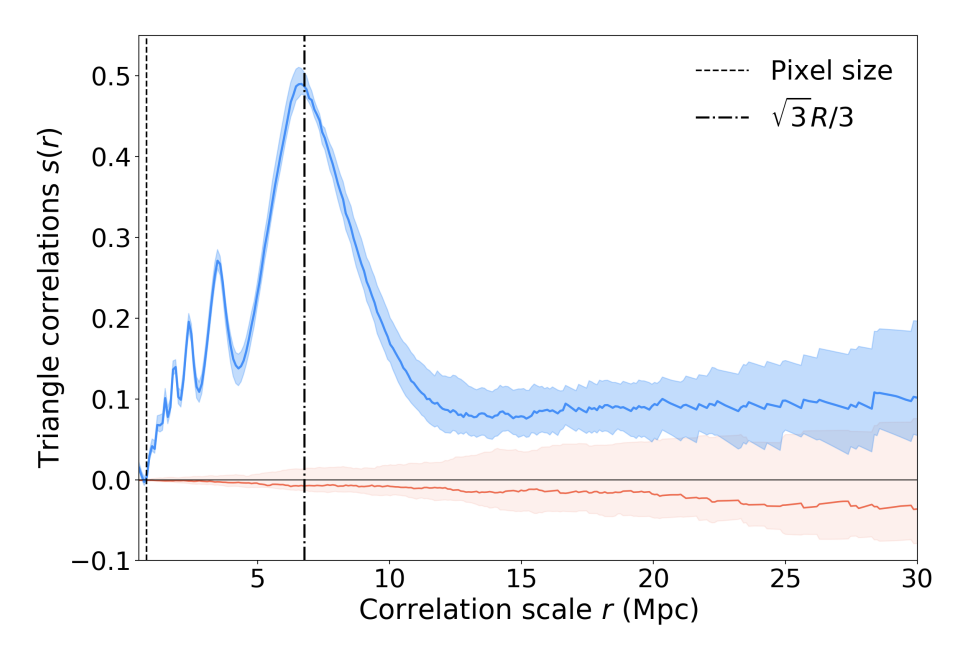 Triangle correlations s(r)
0.5
0.4
0.3
0.2
0.1
0.0
−0.1
Pixel size
√3R/3
5 10 15 20 25 30
Correlation scale r (Mpc)